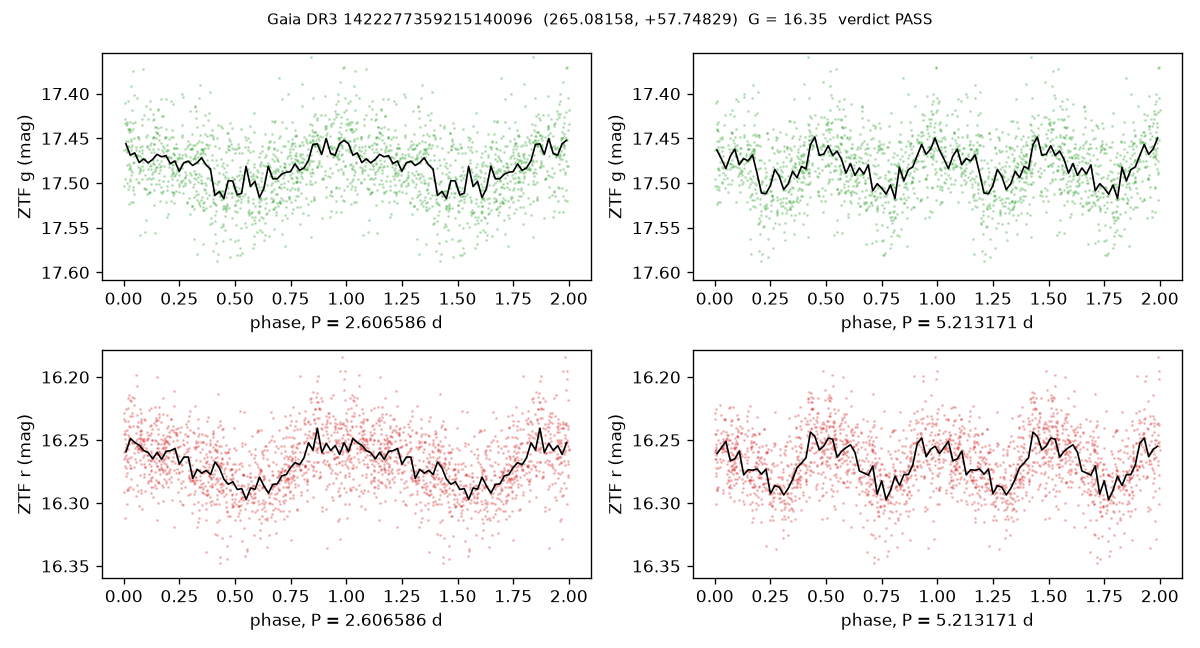 Gaia DR3 1422277359215140096  (265.08158, +57.74829)  G = 16.35  verdict PASS
ZTF g (mag)
17.40
17.45
17.50
17.55
17.60
0.00 0.25 0.50 0.75 1.00 1.25 1.50 1.75 2.00
phase, P = 2.606586 d
ZTF g (mag)
17.40
17.45
17.50
17.55
17.60
0.00 0.25 0.50 0.75 1.00 1.25 1.50 1.75 2.00
phase, P = 5.213171 d
ZTF r (mag)
16.20
16.25
16.30
16.35
0.00 0.25 0.50 0.75 1.00 1.25 1.50 1.75 2.00
phase, P = 2.606586 d
ZTF r (mag)
16.20
16.25
16.30
16.35
0.00 0.25 0.50 0.75 1.00 1.25 1.50 1.75 2.00
phase, P = 5.213171 d